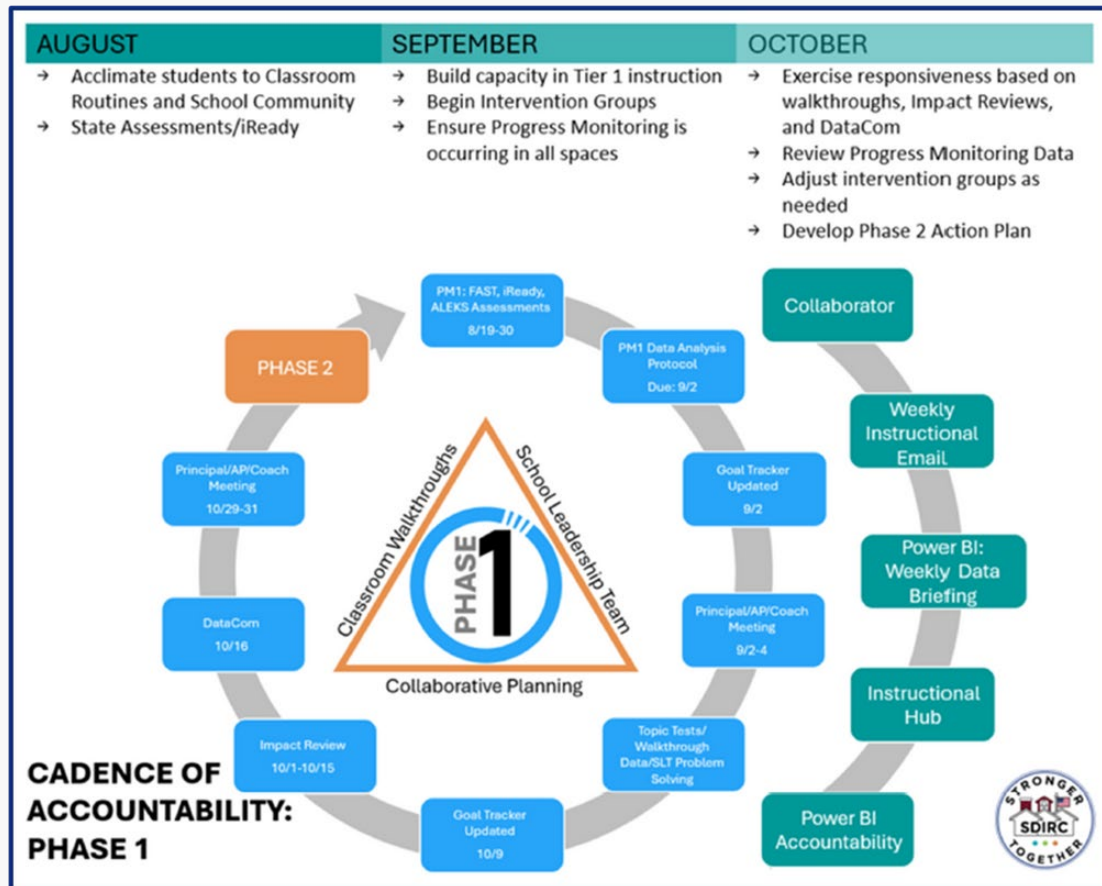 AUGUST
→ Acclimate students to Classroom
Routines and School Community
→ State Assessments/iReady
SEPTEMBER
→ Build capacity in Tier 1 instruction
→ Begin Intervention Groups
→ Ensure Progress Monitoring is
occurring in all spaces
OCTOBER
→ Exercise responsiveness based on
walkthroughs, Impact Reviews,
and DataCom
→ Review Progress Monitoring Data
→ Adjust intervention groups as
needed
→ Develop Phase 2 Action Plan
PM1: FAST, iReady,
ALEKS Assessments
8/19-30
PM1 Data Analysis
Protocol
Due: 9/2
Goal Tracker
Updated
9/2
Principal/AP/Coach
Meeting
9/2-4
Topic Tests/
Walkthrough
Data/SLT Problem
Solving
Goal Tracker
Updated
10/9
Impact Review
10/1-10/15
DataCom
10/16
Principal/AP/Coach
Meeting
10/29-31
PHASE 2
Classroom Walkthroughs
School Leadership Team
Collaborative Planning
PHASE 1
Collaborator
Weekly
Instructional
Email
Power BI:
Weekly Data
Briefing
Instructional
Hub
Power BI
Accountability
CADENCE OF
ACCOUNTABILITY:
PHASE 1
STRONGER
SDIRC
TOGETHER